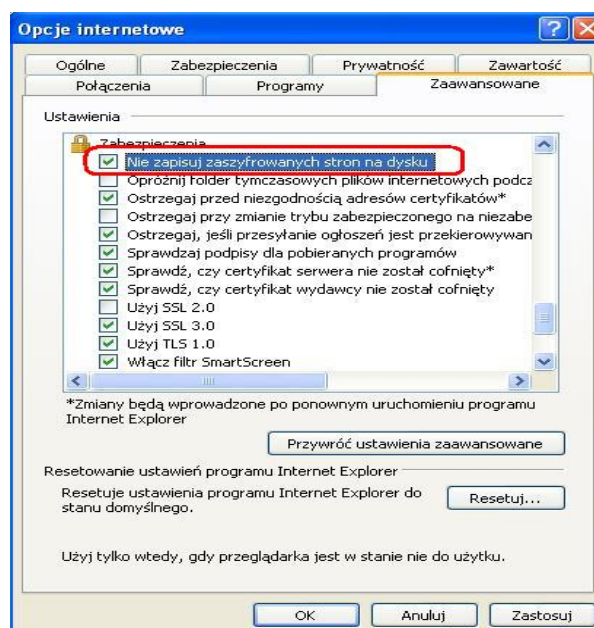 Opcje internetowe
Ogólne Zabezpieczenia Prywatność Zawartość
Połączenia Programy Zaawansowane
Ustawienia
Zabezpieczenia
Nie zapisuj zaszyfrowanych stron na dysku
Opróżnij folder tymczasowych plików internetowych podcz
Ostrzegaj przed niezgodnością adresów certyfikatów*
Ostrzegaj przy zmianie trybu zabezpieczonego na niezabe
Ostrzegaj, jeśli przesyłanie ogłoszeń jest przekierowywan
Sprawdzaj podpisy dla pobieranych programów
Sprawdź, czy certyfikat serwera nie został cofnięty*
Sprawdź, czy certyfikat wydawcy nie został cofnięty
Użyj SSL 2.0
Użyj SSL 3.0
Użyj TLS 1.0
Włącz filtr SmartScreen
*Zmiany będą wprowadzone po ponownym uruchomieniu programu
Internet Explorer
Przywróć ustawienia zaawansowane
Resetowanie ustawień programu Internet Explorer
Resetuje ustawienia programu Internet Explorer do
stanu domyślnego.
Resetuj...
Użyj tylko wtedy, gdy przeglądarka jest w stanie nie do użytku.
OK Anuluj Zastosuj